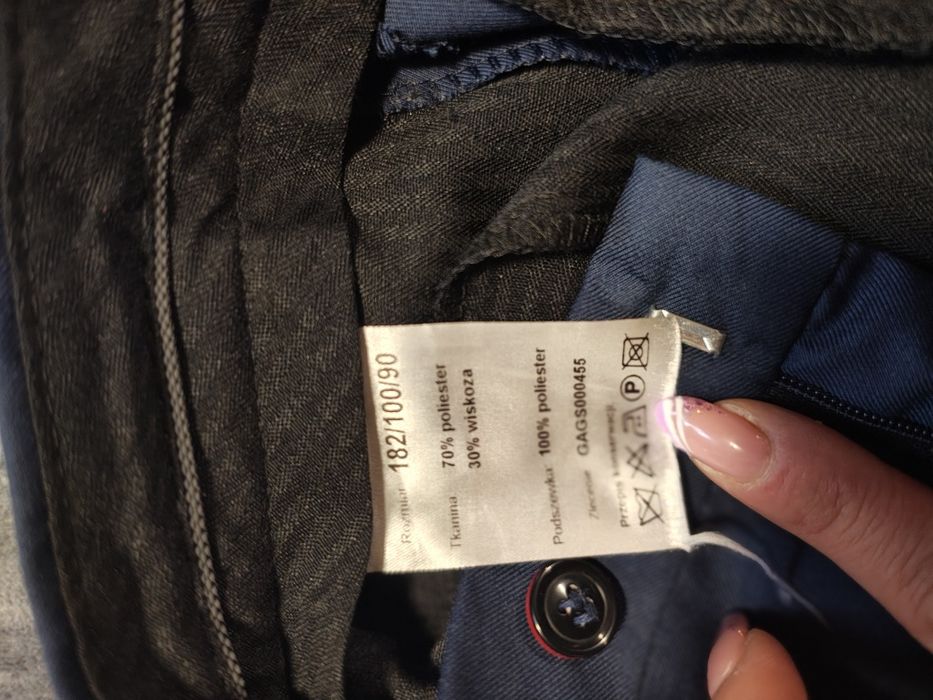 Rozmiar 182/100/90
Tkanina 70% poliester
30% wiskoza
Podszewka 100% poliester
Zlecenie GAGS000455
Przepis konserwacji
P